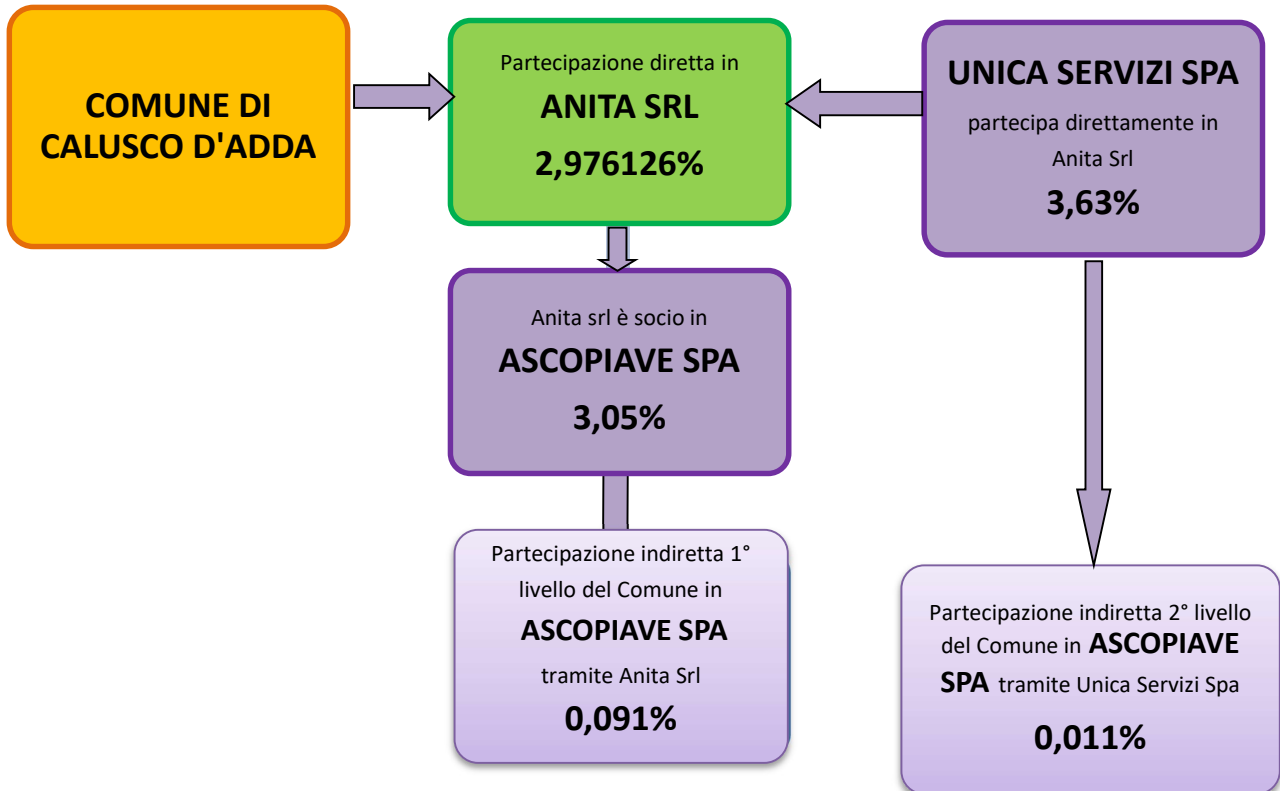 COMUNE DI
CALUSCO D'ADDA
Partecipazione diretta in
ANITA SRL
2,976126%
UNICA SERVIZI SPA
partecipa direttamente in
Anita Srl
3,63%
Anita srl è socio in
ASCOPIAVE SPA
3,05%
Partecipazione indiretta 1°
livello del Comune in
ASCOPIAVE SPA
tramite Anita Srl
0,091%
Partecipazione indiretta 2° livello
del Comune in ASCOPIAVE
SPA tramite Unica Servizi Spa
0,011%